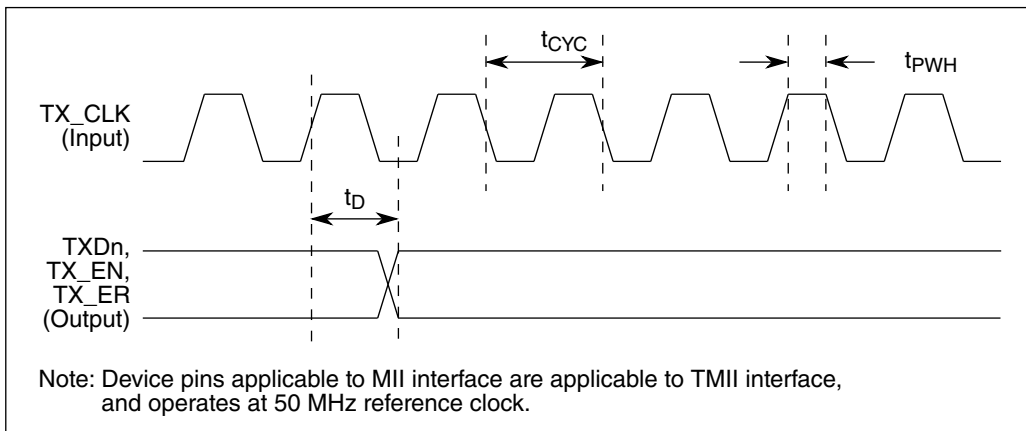 tCYC
tPWH
TX_CLK
(Input)
tD
TXDn,
TX_EN,
TX_ER
(Output)
Note: Device pins applicable to MII interface are applicable to TMII interface,
and operates at 50 MHz reference clock.